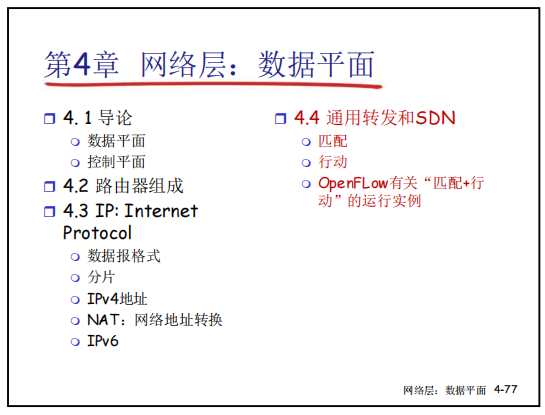 第4章 网络层：数据平面
4.1 导论
数据平面
控制平面
4.2 路由器组成
4.3 IP: Internet
Protocol
数据报格式
分片
IPv4地址
NAT：网络地址转换
IPv6
4.4 通用转发和SDN
匹配
行动
OpenFLow有关“匹配+行
动”的运行实例
网络层：数据平面 4-77